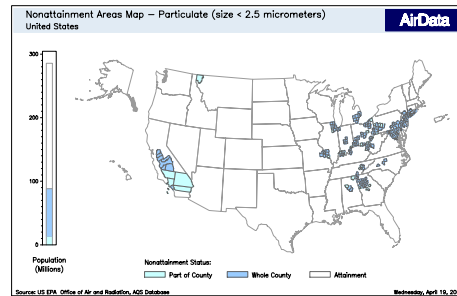 Nonattainment Areas Map - Particulate (size < 2.5 micrometers)
United States
AirData
300
200
100
0
Population
(Millions)
Nonattainment Status:
Part of County
Whole County
Attainment
Source: US EPA Office of Air and Radiation, AQS Database
Wednesday, April 19, 20